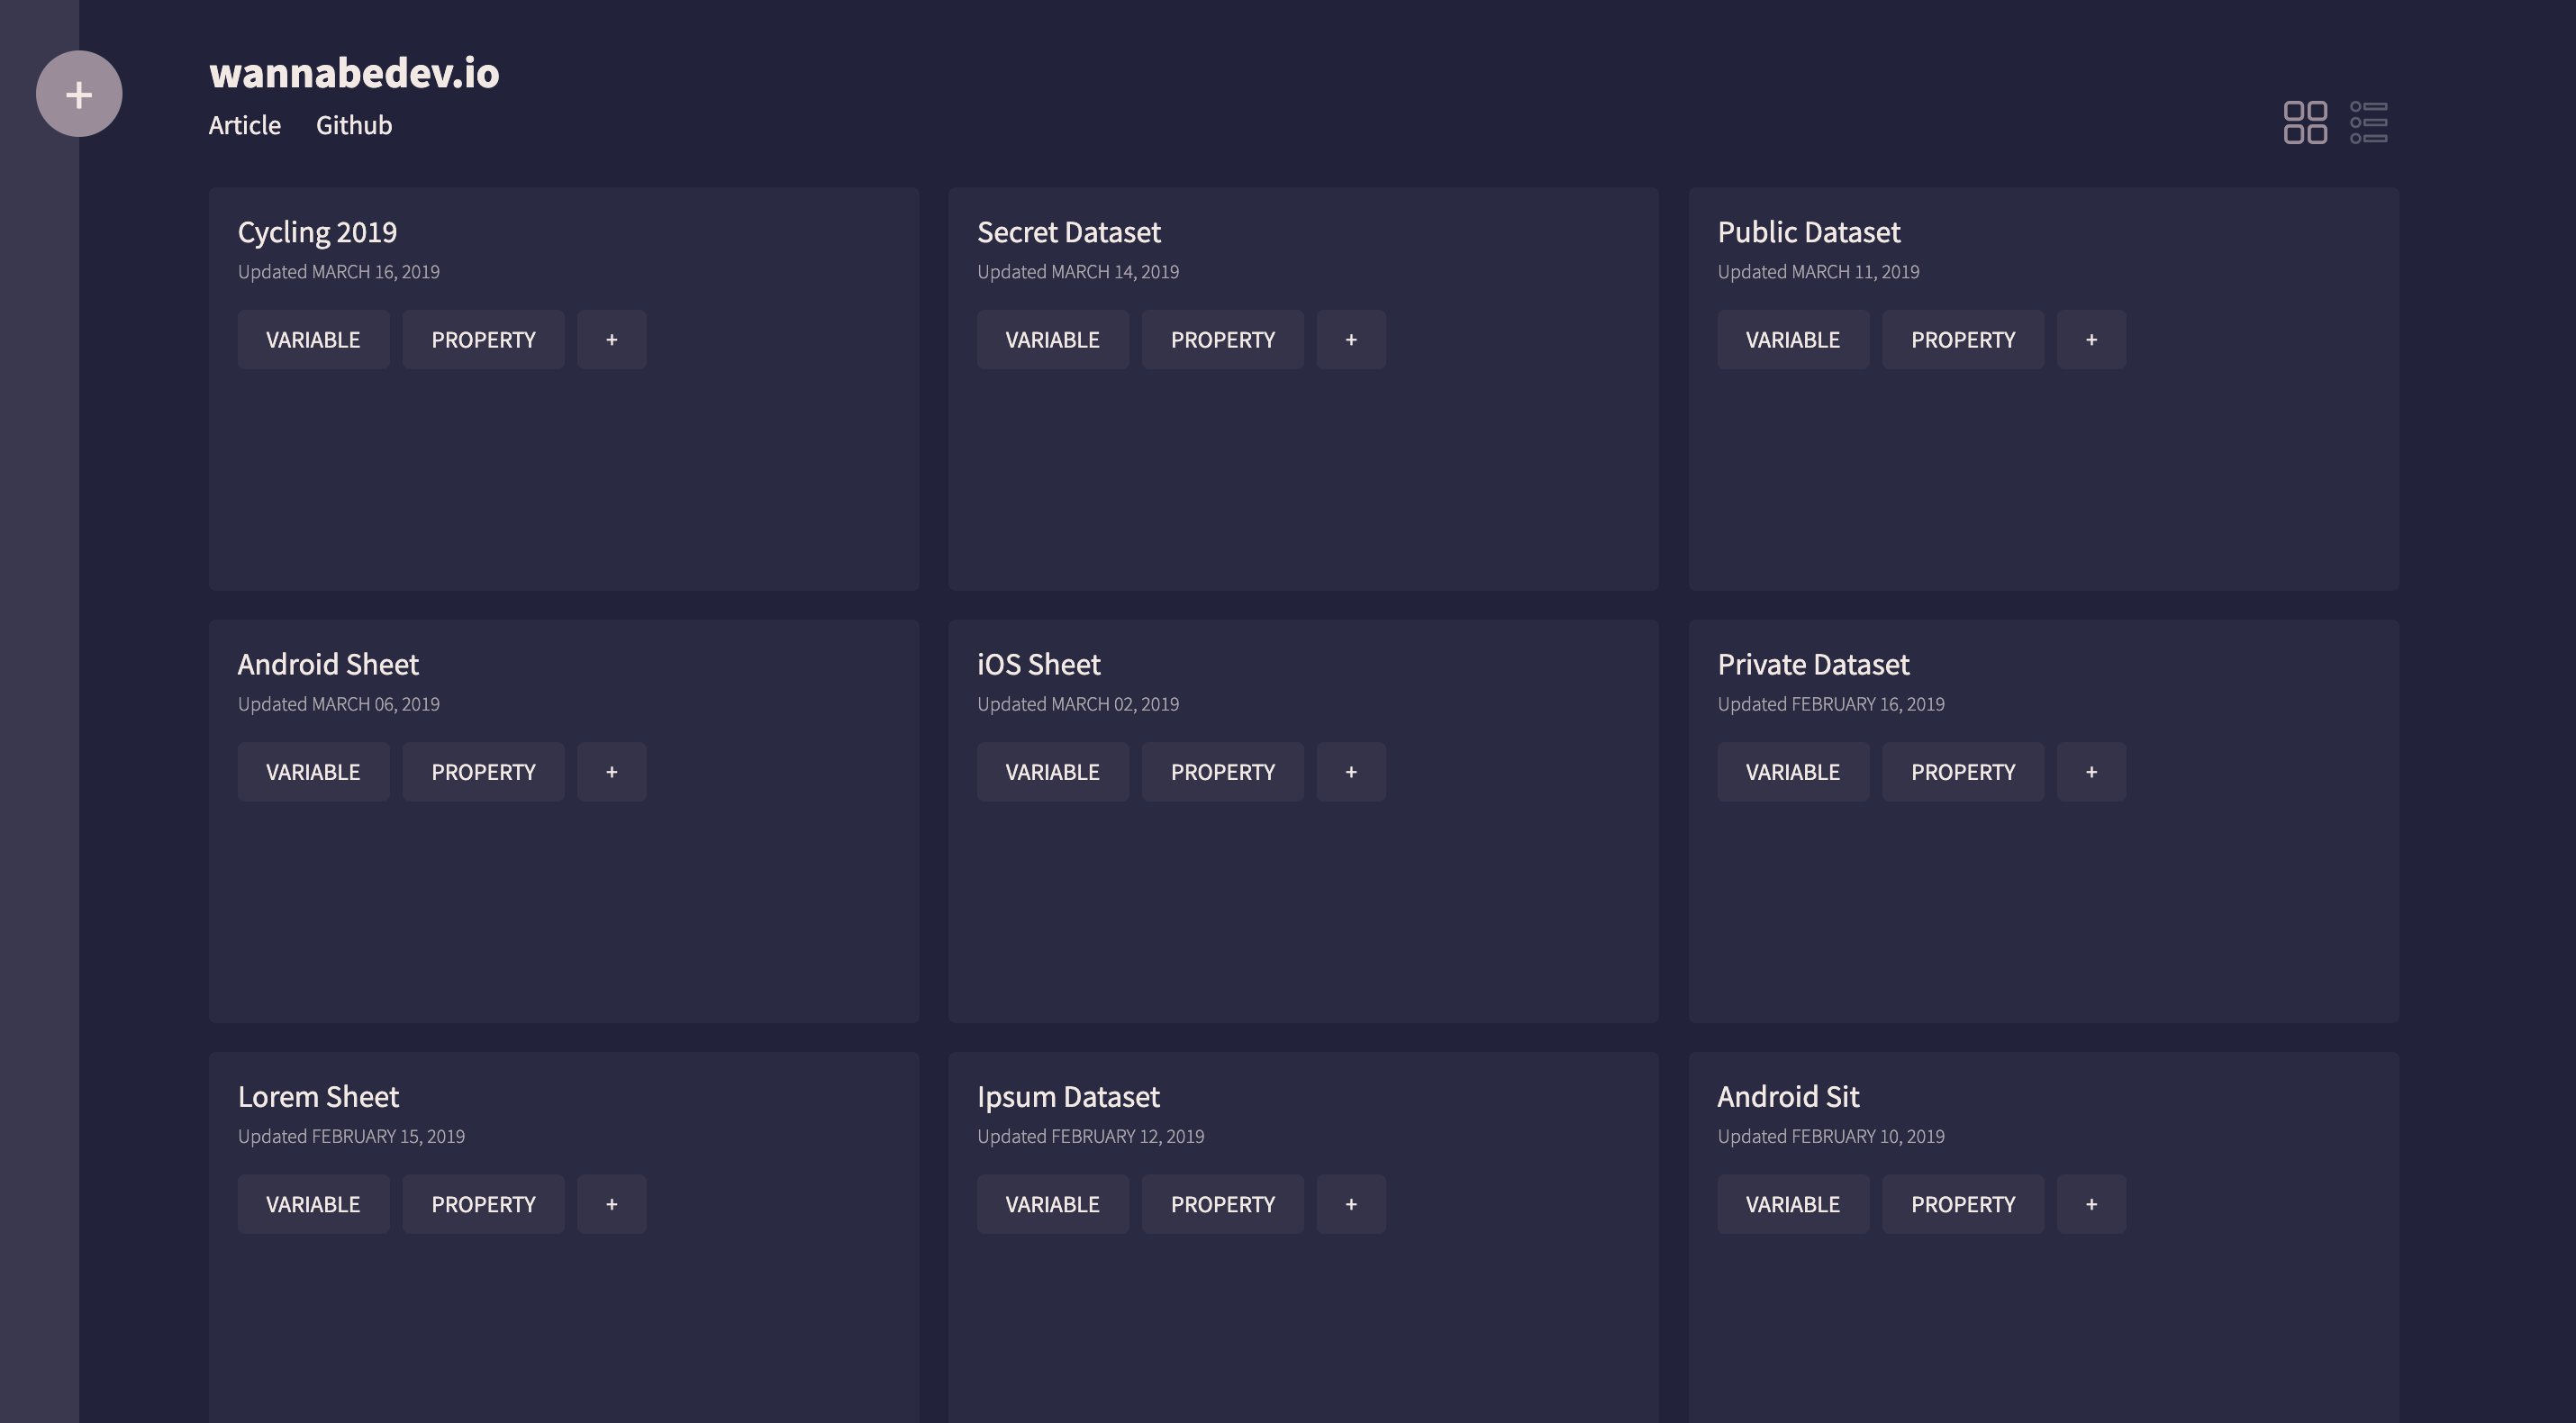 +
wannabedev.io
Article Github
Cycling 2019
Updated MARCH 16, 2019
VARIABLE PROPERTY +
Secret Dataset
Updated MARCH 14, 2019
VARIABLE PROPERTY +
Public Dataset
Updated MARCH 11, 2019
VARIABLE PROPERTY +
Android Sheet
Updated MARCH 06, 2019
VARIABLE PROPERTY +
iOS Sheet
Updated MARCH 02, 2019
VARIABLE PROPERTY +
Private Dataset
Updated FEBRUARY 16, 2019
VARIABLE PROPERTY +
Lorem Sheet
Updated FEBRUARY 15, 2019
VARIABLE PROPERTY +
Ipsum Dataset
Updated FEBRUARY 12, 2019
VARIABLE PROPERTY +
Android Sit
Updated FEBRUARY 10, 2019
VARIABLE PROPERTY +